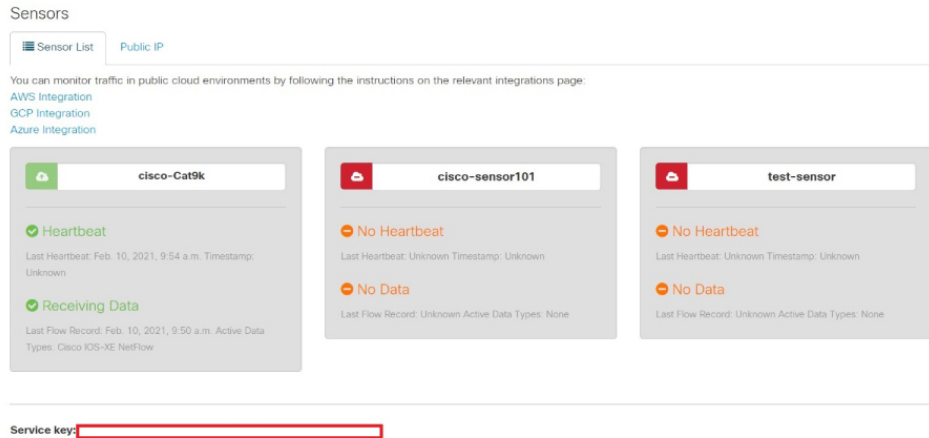 Sensors
Sensor List
Public IP
You can monitor traffic in public cloud environments by following the instructions on the relevant integrations page:
AWS Integration
GCP Integration
Azure Integration
cisco-Cat9k
Heartbeat
Last Heartbeat: Feb. 10, 2021, 9:54 a.m. Timestamp:
Unknown
Receiving Data
Last Flow Record: Feb. 10, 2021, 9:50 a.m. Active Data
Types: Cisco IOS-XE NetFlow
cisco-sensor101
No Heartbeat
Last Heartbeat: Unknown Timestamp: Unknown
No Data
Last Flow Record: Unknown Active Data Types: None
test-sensor
No Heartbeat
Last Heartbeat: Unknown Timestamp: Unknown
No Data
Last Flow Record: Unknown Active Data Types: None
Service key: